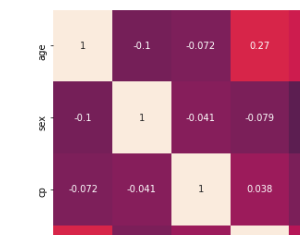 age 1 -0.1 -0.072 0.27
sex -0.1 1 -0.041 -0.079
cp -0.072 -0.041 1 0.038